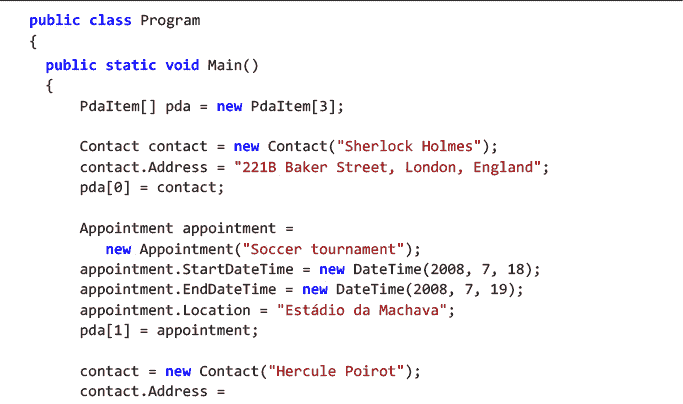 public class Program
{
public static void Main()
{
PdaItem[] pda = new PdaItem[3];
Contact contact = new Contact("Sherlock Holmes");
contact.Address = "221B Baker Street, London, England";
pda[0] = contact;
Appointment appointment =
new Appointment("Soccer tournament");
appointment.StartDateTime = new DateTime(2008, 7, 18);
appointment.EndDateTime = new DateTime(2008, 7, 19);
appointment.Location = "Estádio da Machava";
pda[1] = appointment;
contact = new Contact("Hercule Poirot");
contact.Address =